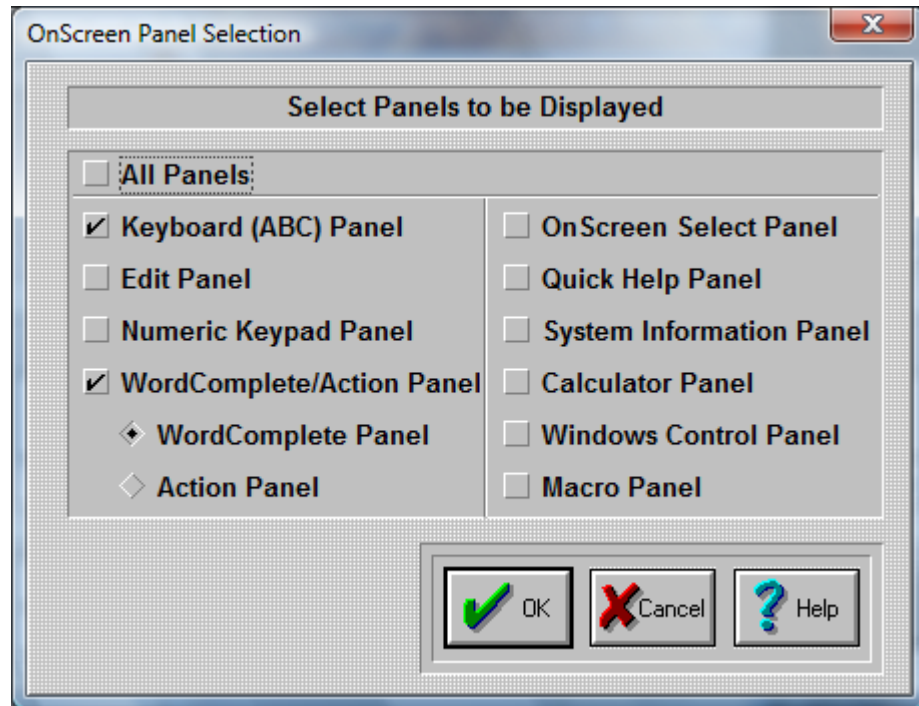 OnScreen Panel Selection
Select Panels to be Displayed
All Panels
Keyboard (ABC) Panel
Edit Panel
Numeric Keypad Panel
WordComplete/Action Panel
WordComplete Panel
Action Panel
OnScreen Select Panel
Quick Help Panel
System Information Panel
Calculator Panel
Windows Control Panel
Macro Panel
OK
Cancel
Help